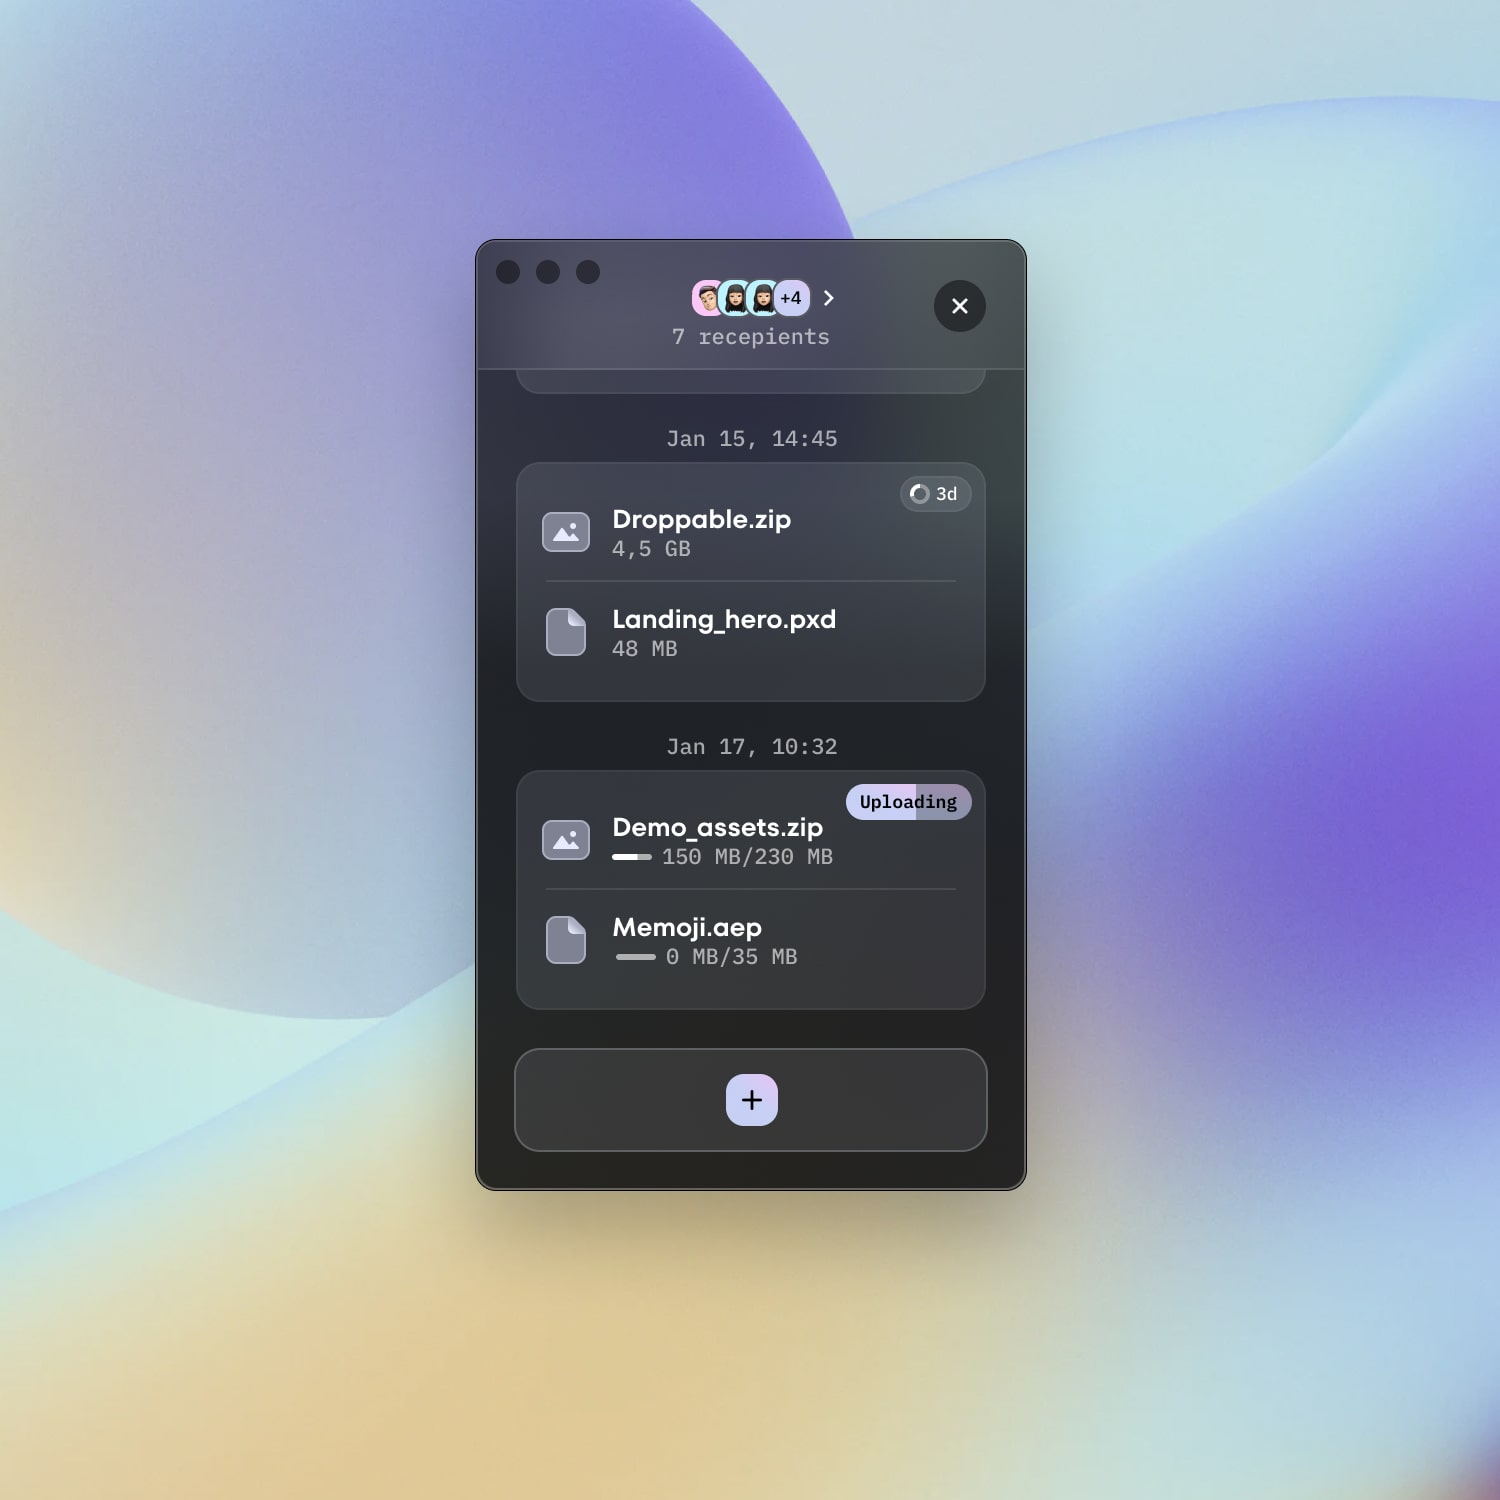 +4
7 recepients
Jan 15, 14:45
3d
Droppable.zip
4,5 GB
Landing_hero.pxd
48 MB
Jan 17, 10:32
Uploading
Demo_assets.zip
150 MB/230 MB
Memoji.aep
0 MB/35 MB